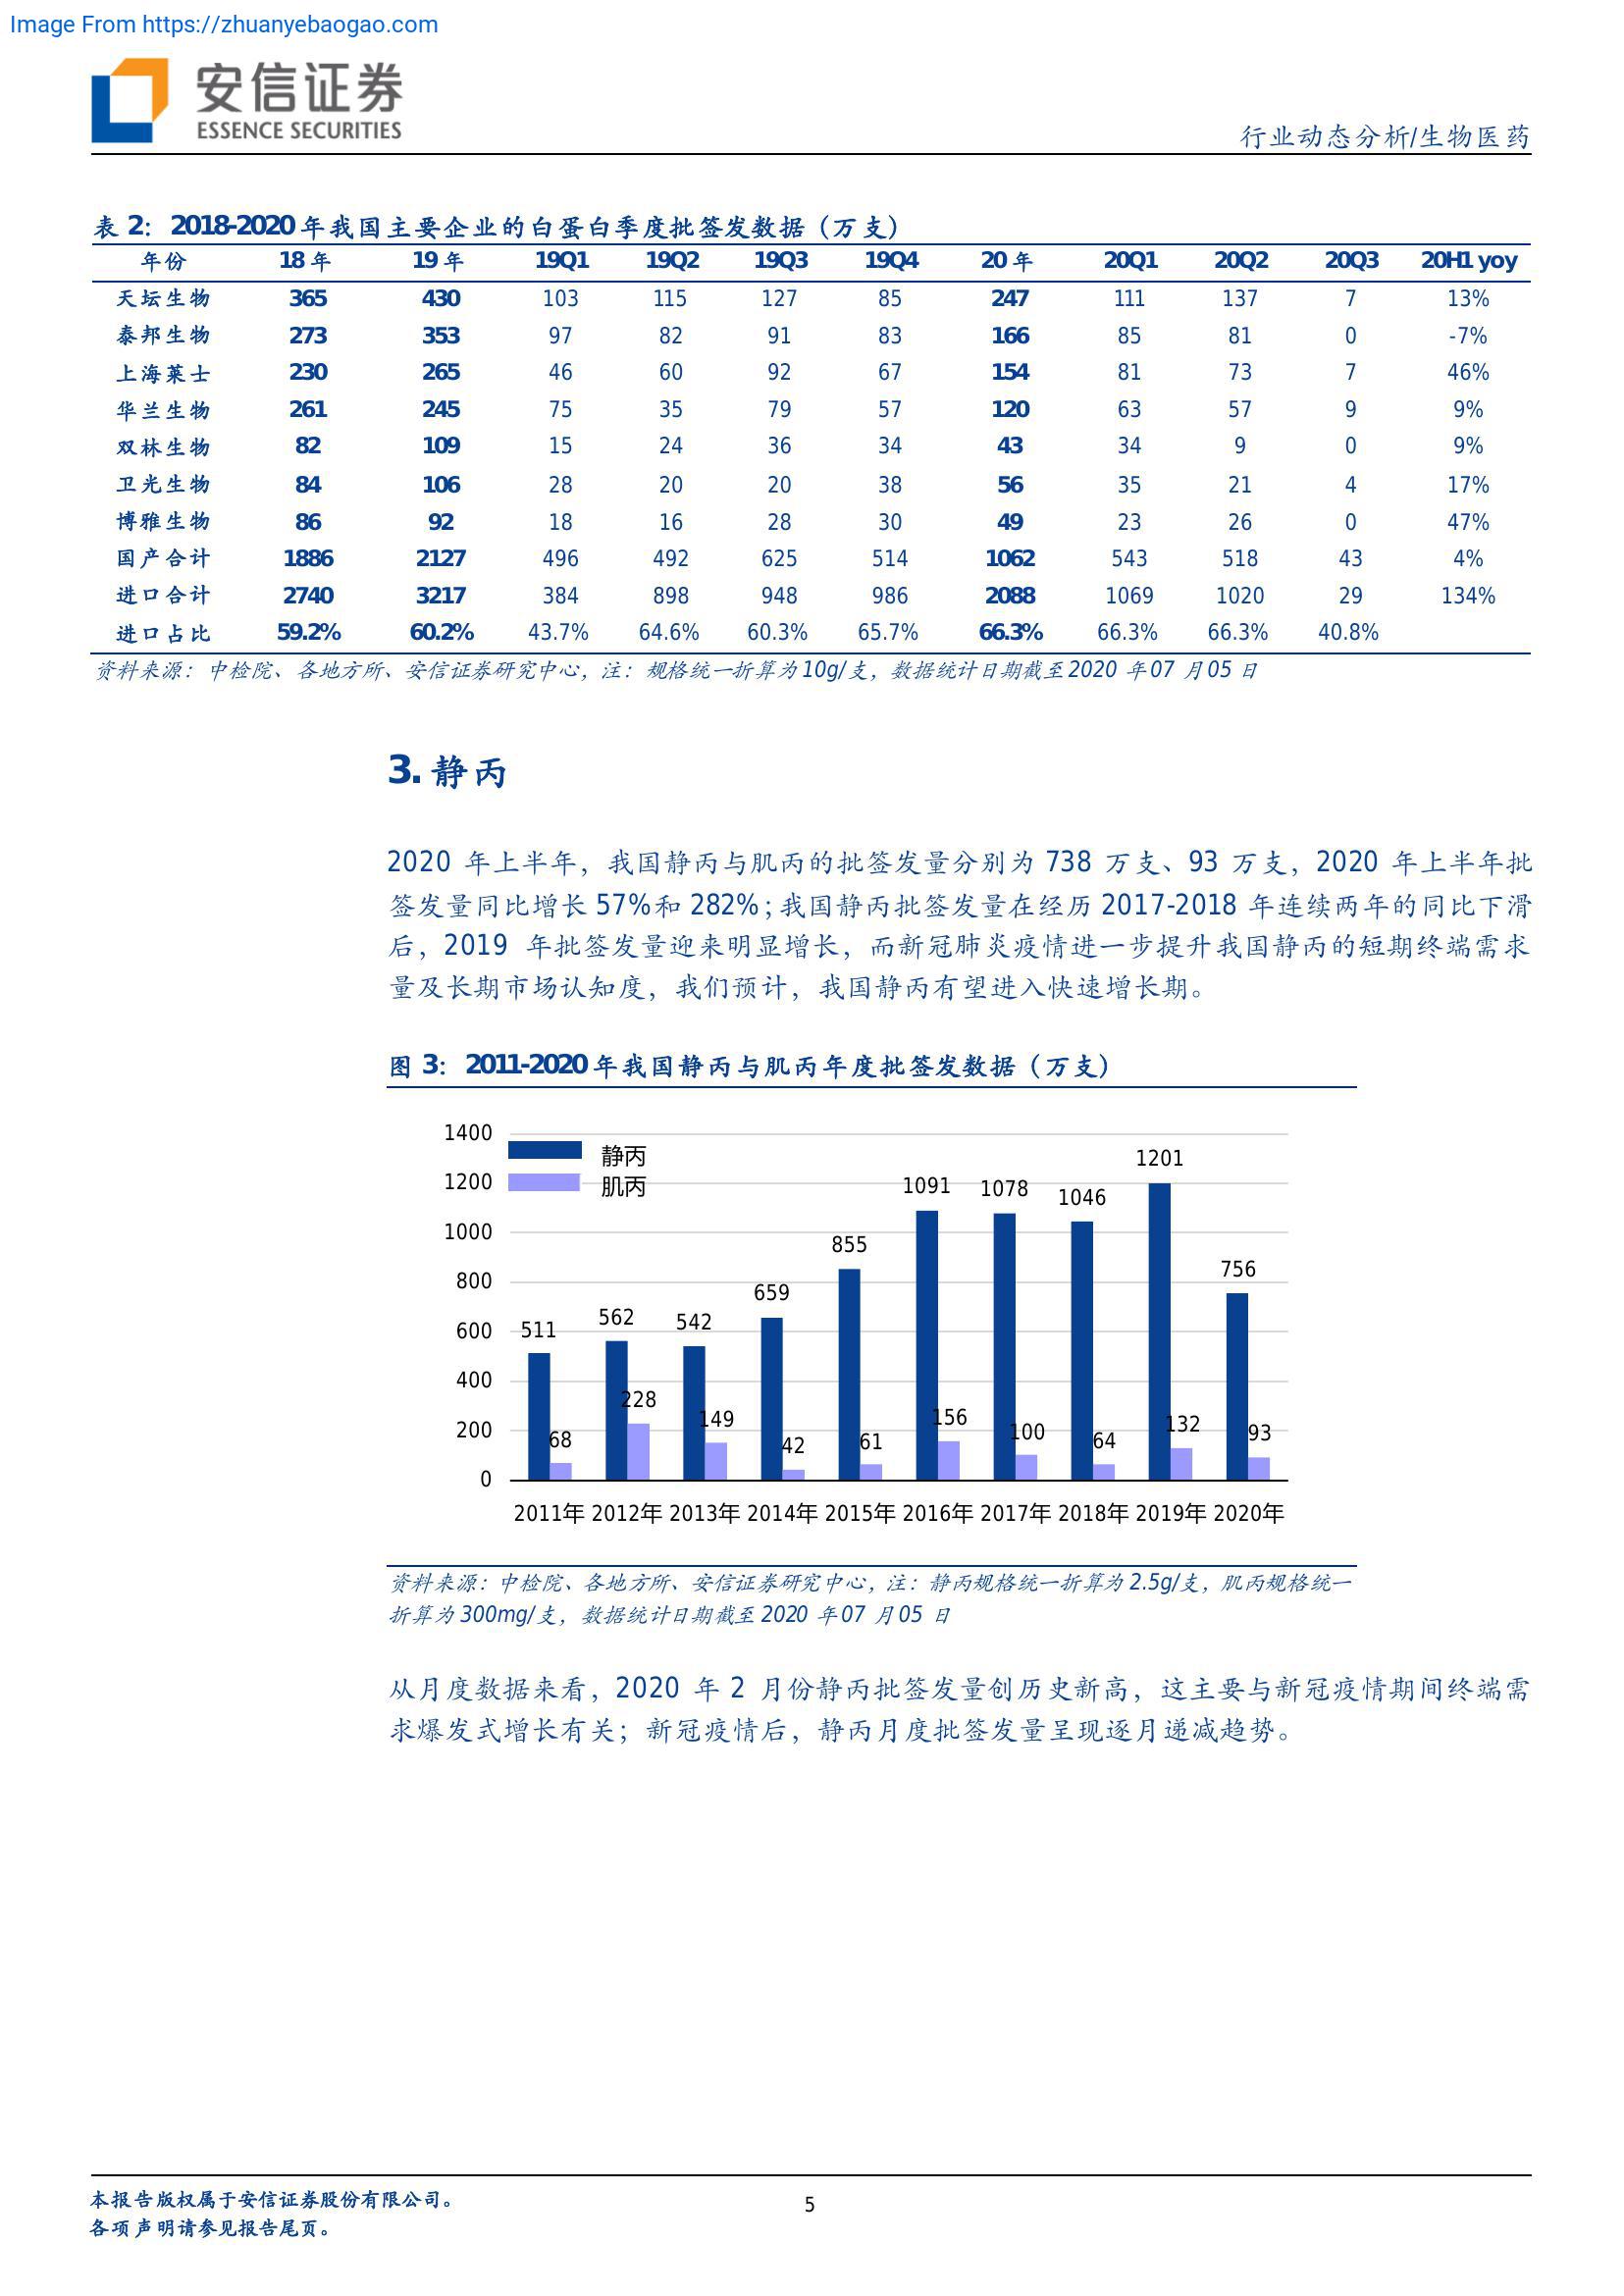 Image From https://zhuanyebaogao.com
安信证券
ESSENCE SECURITIES
行业动态分析/生物医药
表 2：2018-2020 年我国主要企业的白蛋白季度批签发数据（万支）
年份 18 年 19 年 19Q1 19Q2 19Q3 19Q4 20 年 20Q1 20Q2 20Q3 20H1 yoy
天坛生物 365 430 103 115 127 85 247 111 137 7 13%
泰邦生物 273 353 97 82 91 83 166 85 81 0 -7%
上海莱士 230 265 46 60 92 67 154 81 73 7 46%
华兰生物 261 245 75 35 79 57 120 63 57 9 9%
双林生物 82 109 15 24 36 34 43 34 9 0 9%
卫光生物 84 106 28 20 20 38 56 35 21 4 17%
博雅生物 86 92 18 16 28 30 49 23 26 0 47%
国产合计 1886 2127 496 492 625 514 1062 543 518 43 4%
进口合计 2740 3217 384 898 948 986 2088 1069 1020 29 134%
进口占比 59.2% 60.2% 43.7% 64.6% 60.3% 65.7% 66.3% 66.3% 66.3% 40.8%
资料来源：中检院、各地方所、安信证券研究中心，注：规格统一折算为 10g/支，数据统计日期截至 2020 年 07 月 05 日
3. 静丙
2020 年上半年，我国静丙与肌丙的批签发量分别为 738 万支、93 万支，2020 年上半年批
签发量同比增长 57%和 282%；我国静丙批签发量在经历 2017-2018 年连续两年的同比下滑
后，2019 年批签发量迎来明显增长，而新冠肺炎疫情进一步提升我国静丙的短期终端需求
量及长期市场认知度，我们预计，我国静丙有望进入快速增长期。
图 3：2011-2020 年我国静丙与肌丙年度批签发数据（万支）
静丙
肌丙
1400
1200
1000
800
600
400
200
0
511 562 542 659 855 1091 1078 1046 1201 756
68 228 149 42 61 156 100 64 132 93
2011年 2012年 2013年 2014年 2015年 2016年 2017年 2018年 2019年 2020年
资料来源：中检院、各地方所、安信证券研究中心，注：静丙规格统一折算为 2.5g/支，肌丙规格统一
折算为 300mg/支，数据统计日期截至 2020 年 07 月 05 日
从月度数据来看，2020 年 2 月份静丙批签发量创历史新高，这主要与新冠疫情期间终端需
求爆发式增长有关；新冠疫情后，静丙月度批签发量呈现逐月递减趋势。
本报告版权属于安信证券股份有限公司。
各项声明请参见报告尾页。
5